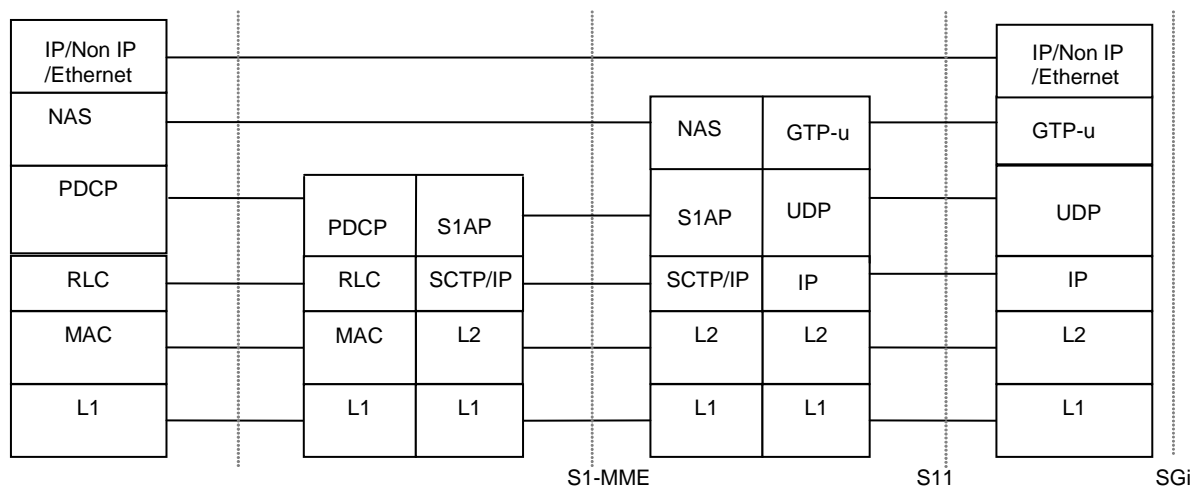 IP/Non IP
/Ethernet
NAS
PDCP
RLC
MAC
L1
PDCP
S1AP
RLC
SCTP/IP
MAC
L2
L1
L1
NAS
GTP-u
S1AP
UDP
SCTP/IP
IP
L2
L2
L1
L1
IP/Non IP
/Ethernet
GTP-u
UDP
IP
L2
L1
S1-MME
S11
SGi